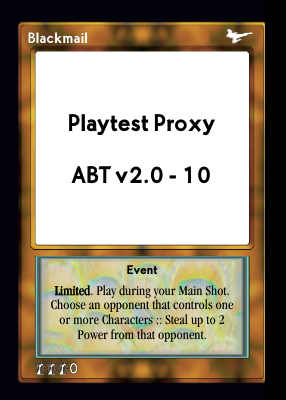 Blackmail
Playtest Proxy
ABT v2.0 - 10
Event
Limited. Play during your Main Shot.
Choose an opponent that controls one
or more Characters :: Steal up to 2
Power from that opponent.
1110